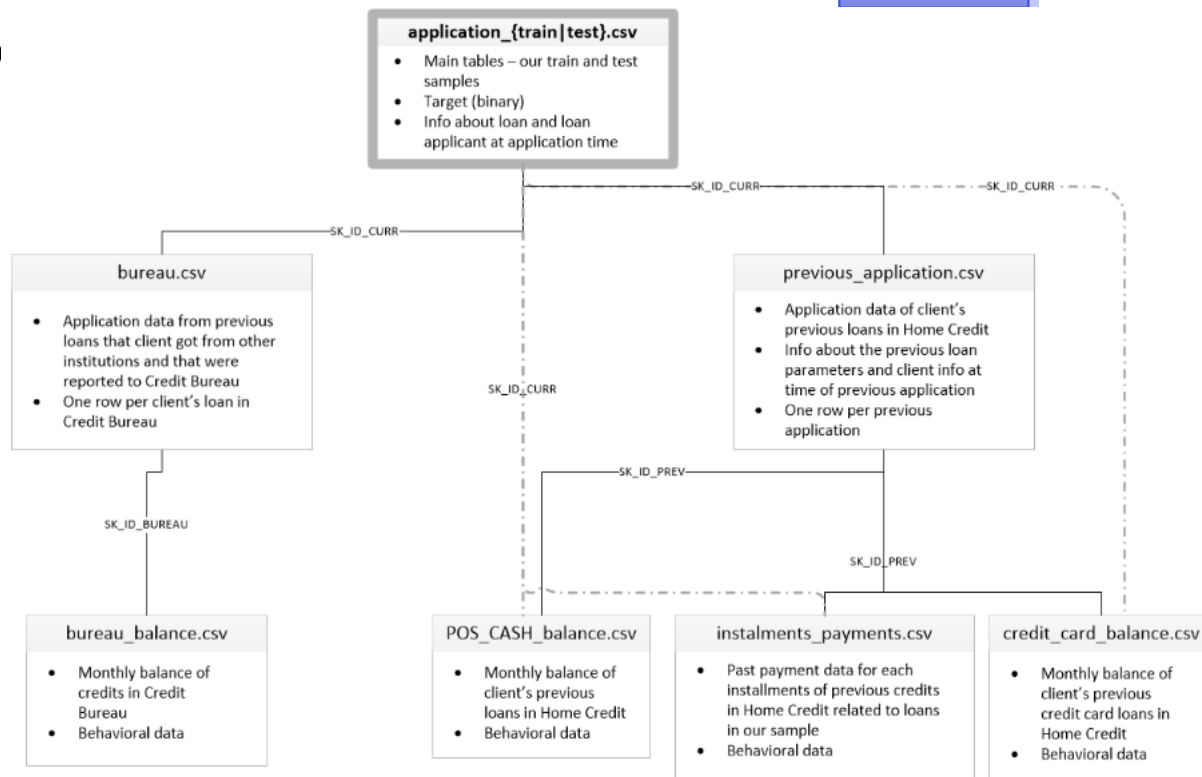 application_{train|test}.csv
• Main tables – our train and test
samples
• Target (binary)
• Info about loan and loan
applicant at application time
SK_ID_CURR
SK_ID_CURR
SK_ID_CURR
bureau.csv
• Application data from previous
loans that client got from other
institutions and that were
reported to Credit Bureau
• One row per client's loan in
Credit Bureau
previous_application.csv
• Application data of client's
previous loans in Home Credit
• Info about the previous loan
parameters and client info at
time of previous application
• One row per previous
application
SK_ID_CURR
SK_ID_PREV
SK_ID_BUREAU
SK_ID_PREV
bureau_balance.csv
• Monthly balance of
credits in Credit
Bureau
• Behavioral data
POS_CASH_balance.csv
• Monthly balance of
client's previous
loans in Home Credit
• Behavioral data
instalments_payments.csv
• Past payment data for each
installments of previous credits
in Home Credit related to loans
in our sample
• Behavioral data
credit_card_balance.csv
• Monthly balance of
client's previous
credit card loans in
Home Credit
• Behavioral data